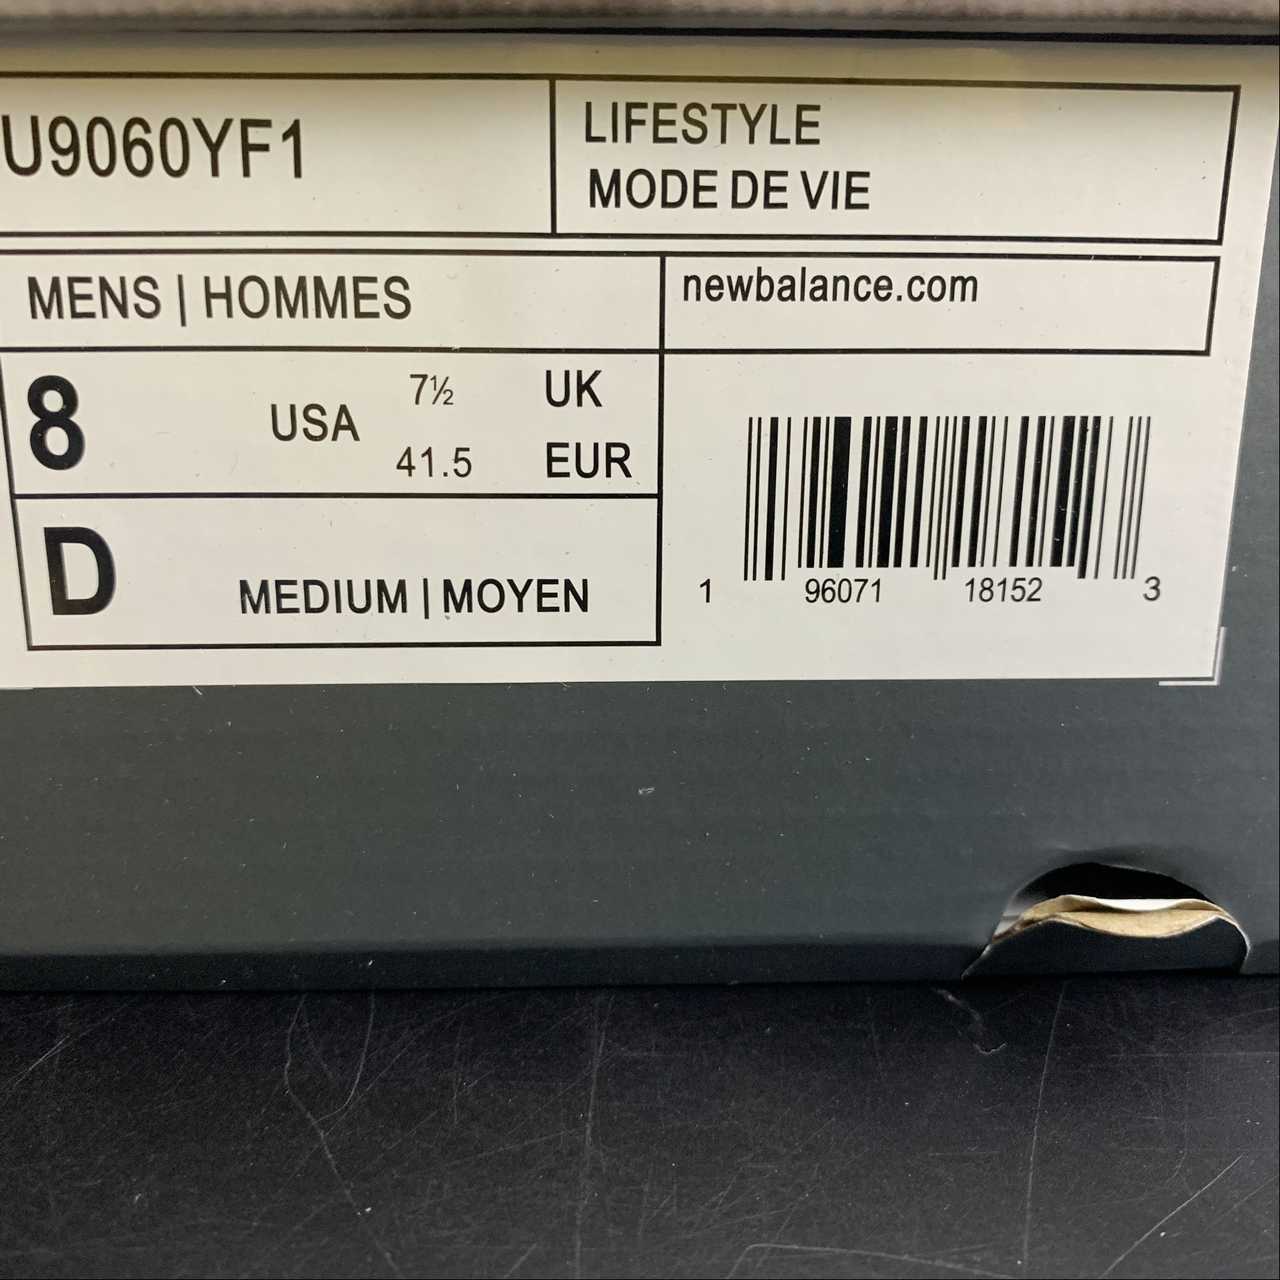 U9060YF1
LIFESTYLE
MODE DE VIE
MENS | HOMMES
newbalance.com
8 USA 7½ UK
41.5 EUR
D MEDIUM | MOYEN
1 96071 18152 3